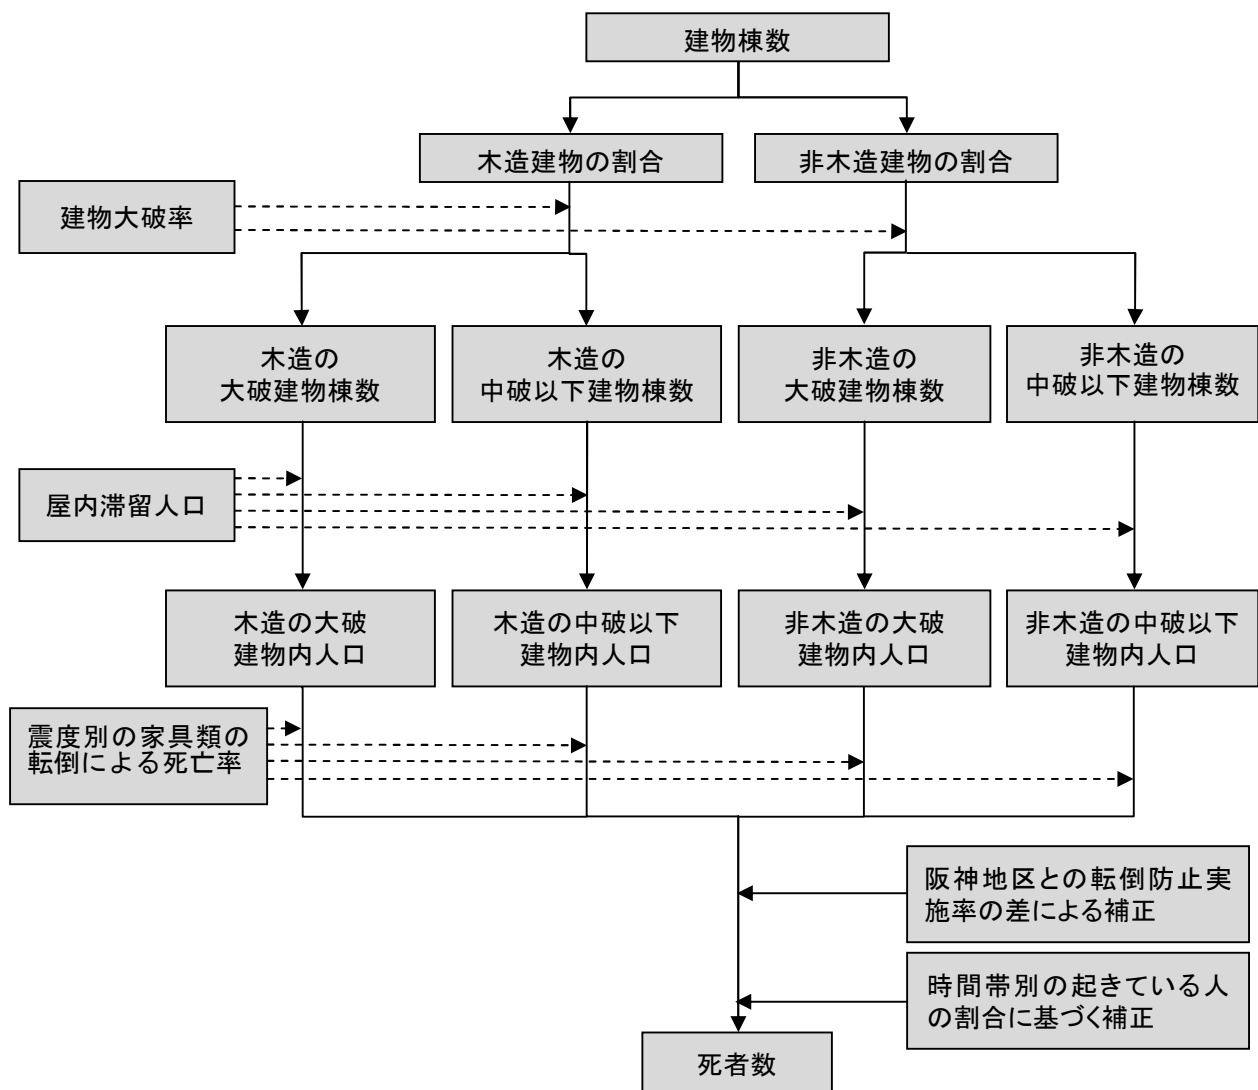 建物棟数
木造建物の割合
非木造建物の割合
建物大破率
木造の
大破建物棟数
木造の
中破以下建物棟数
非木造の
大破建物棟数
非木造の
中破以下建物棟数
屋内滞留人口
木造の大破
建物内人口
木造の中破以下
建物内人口
非木造の大破
建物内人口
非木造の中破以下
建物内人口
震度別の家具類の
転倒による死亡率
阪神地区との転倒防止実
施率の差による補正
時間帯別の起きている人
の割合に基づく補正
死者数